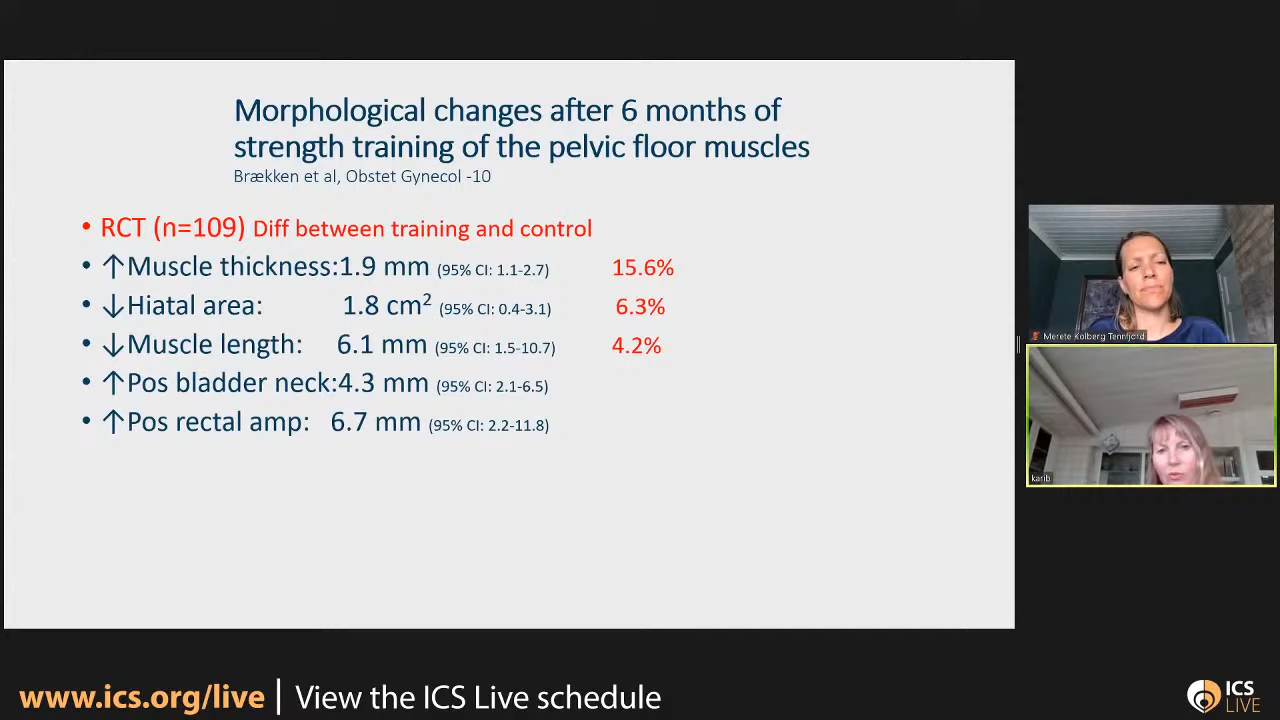 Morphological changes after 6 months of
strength training of the pelvic floor muscles
Brækken et al, Obstet Gynecol -10
• RCT (n=109) Diff between training and control
• ↑Muscle thickness:1.9 mm (95% CI: 1.1-2.7) 15.6%
• ↓Hiatal area: 1.8 cm² (95% CI: 0.4-3.1) 6.3%
• ↓Muscle length: 6.1 mm (95% CI: 1.5-10.7) 4.2%
• ↑Pos bladder neck:4.3 mm (95% CI: 2.1-6.5)
• ↑Pos rectal amp: 6.7 mm (95% CI: 2.2-11.8)
Merete Kolberg Tennfjord
karib
www.ics.org/live | View the ICS Live schedule
ICS
LIVE